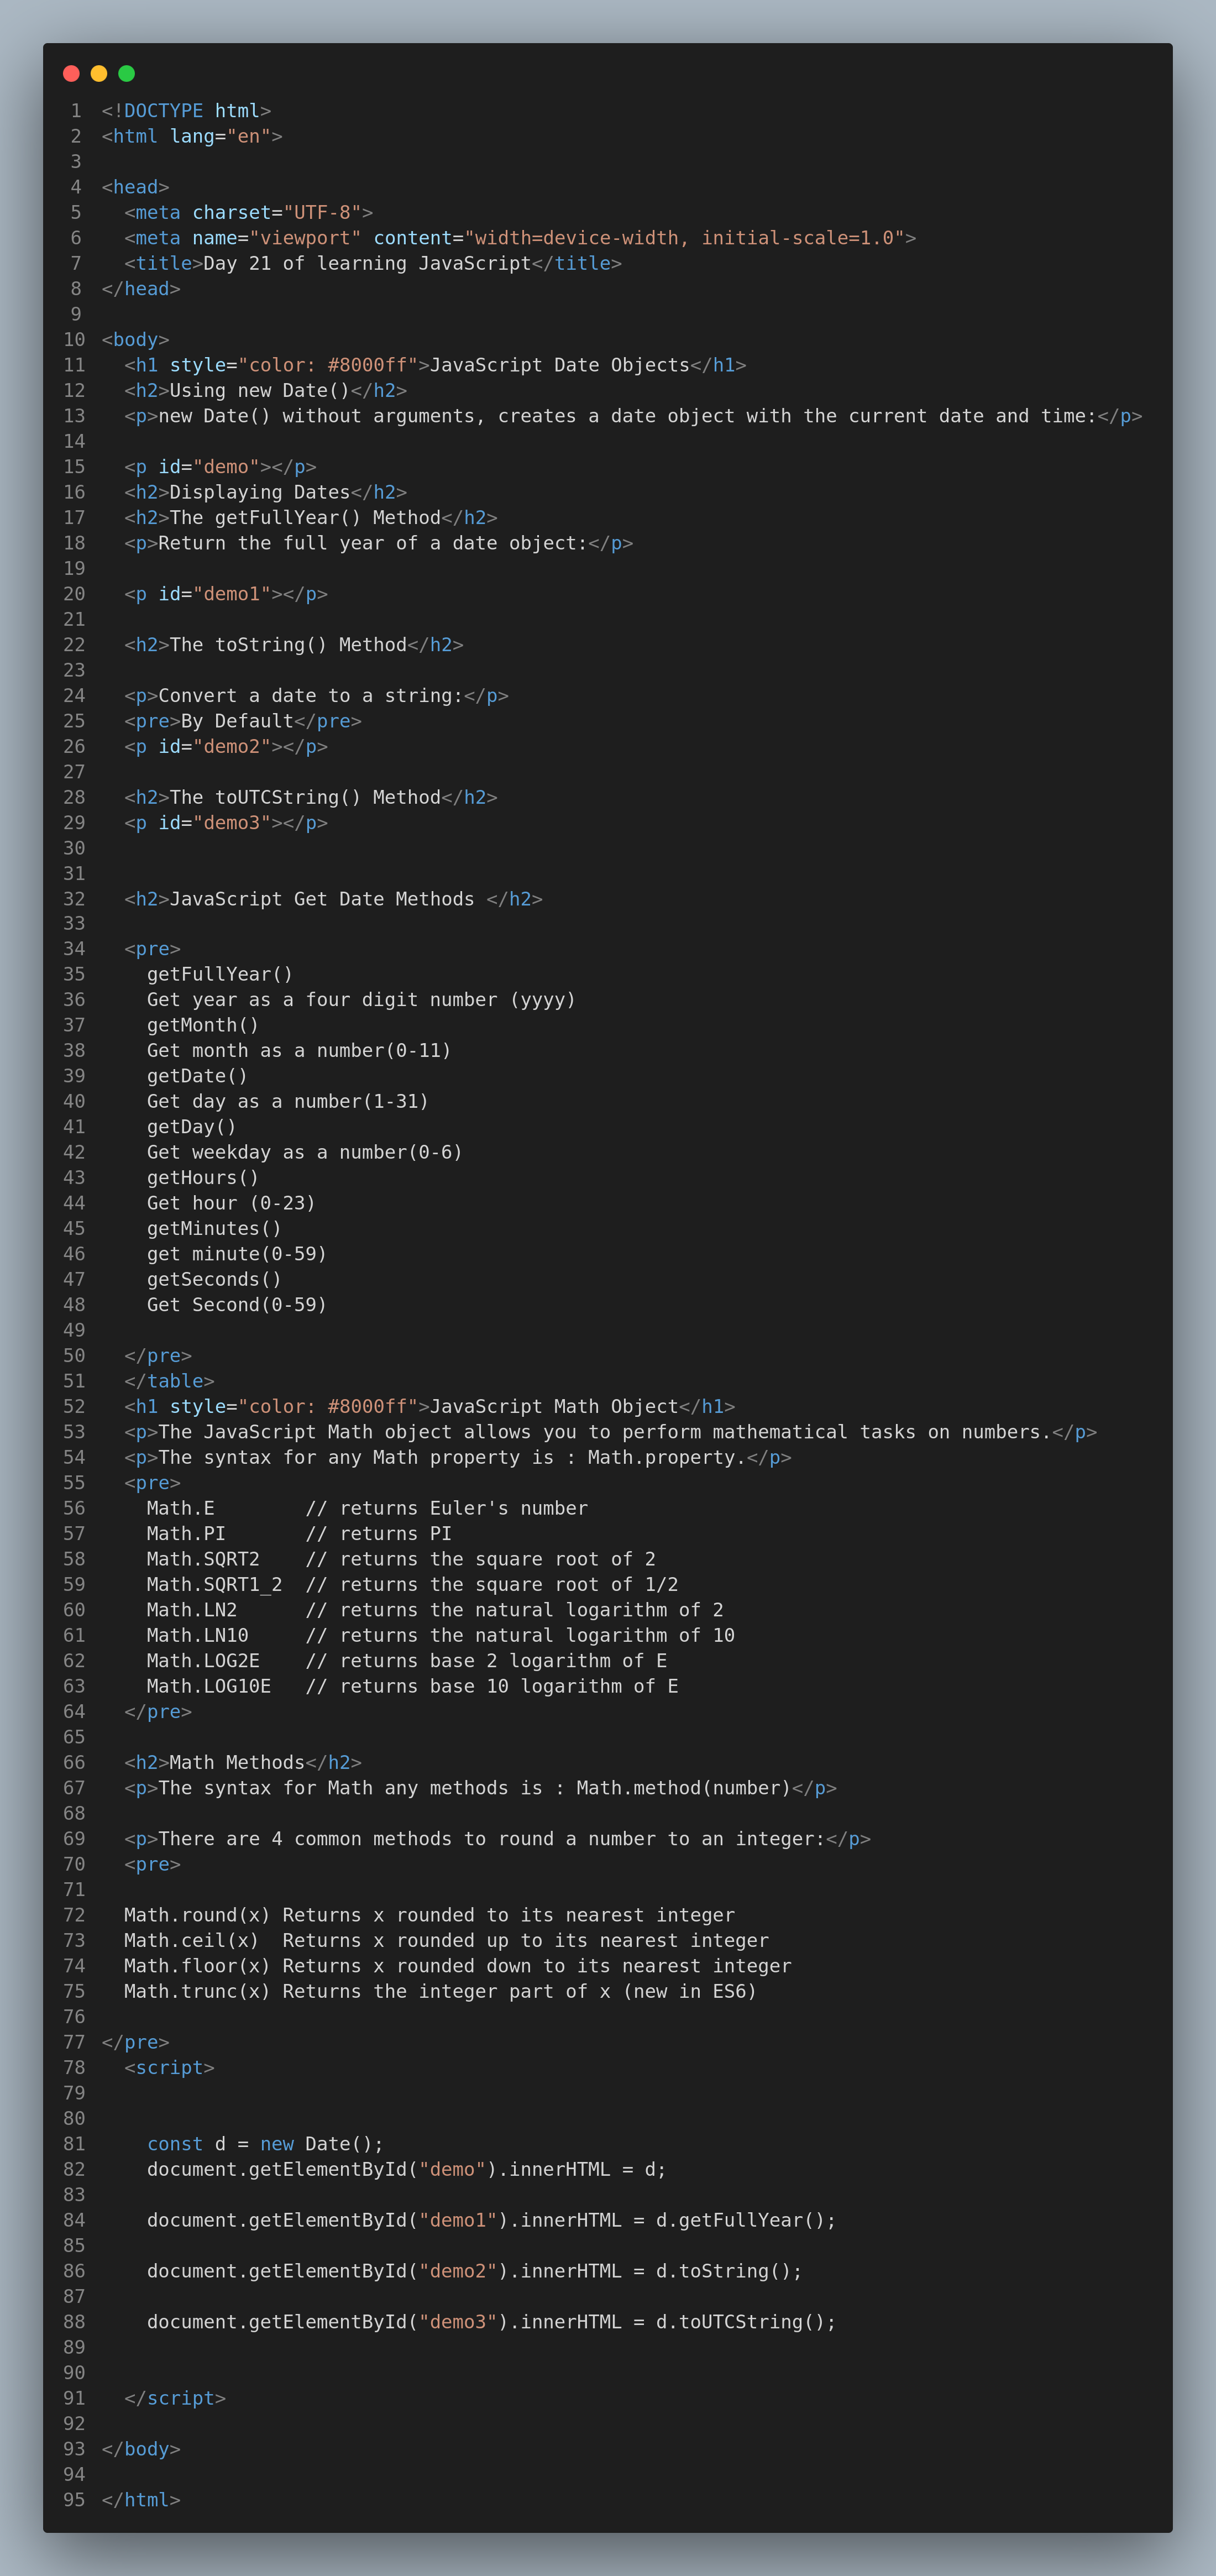 1 <!DOCTYPE html>
2 <html lang="en">
3
4 <head>
5   <meta charset="UTF-8">
6   <meta name="viewport" content="width=device-width, initial-scale=1.0">
7   <title>Day 21 of learning JavaScript</title>
8 </head>
9
10 <body>
11   <h1 style="color: #8000ff">JavaScript Date Objects</h1>
12   <h2>Using new Date()</h2>
13   <p>new Date() without arguments, creates a date object with the current date and time:</p>
14
15   <p id="demo"></p>
16   <h2>Displaying Dates</h2>
17   <h2>The getFullYear() Method</h2>
18   <p>Return the full year of a date object:</p>
19
20   <p id="demo1"></p>
21
22   <h2>The toString() Method</h2>
23
24   <p>Convert a date to a string:</p>
25   <pre>By Default</pre>
26   <p id="demo2"></p>
27
28   <h2>The toUTCString() Method</h2>
29   <p id="demo3"></p>
30
31
32   <h2>JavaScript Get Date Methods </h2>
33
34   <pre>
35     getFullYear()
36     Get year as a four digit number (yyyy)
37     getMonth()
38     Get month as a number(0-11)
39     getDate()
40     Get day as a number(1-31)
41     getDay()
42     Get weekday as a number(0-6)
43     getHours()
44     Get hour (0-23)
45     getMinutes()
46     get minute(0-59)
47     getSeconds()
48     Get Second(0-59)
49
50   </pre>
51   </table>
52   <h1 style="color: #8000ff">JavaScript Math Object</h1>
53   <p>The JavaScript Math object allows you to perform mathematical tasks on numbers.</p>
54   <p>The syntax for any Math property is : Math.property.</p>
55   <pre>
56     Math.E        // returns Euler's number
57     Math.PI       // returns PI
58     Math.SQRT2    // returns the square root of 2
59     Math.SQRT1_2  // returns the square root of 1/2
60     Math.LN2      // returns the natural logarithm of 2
61     Math.LN10     // returns the natural logarithm of 10
62     Math.LOG2E    // returns base 2 logarithm of E
63     Math.LOG10E   // returns base 10 logarithm of E
64   </pre>
65
66   <h2>Math Methods</h2>
67   <p>The syntax for Math any methods is : Math.method(number)</p>
68
69   <p>There are 4 common methods to round a number to an integer:</p>
70   <pre>
71
72   Math.round(x) Returns x rounded to its nearest integer
73   Math.ceil(x)  Returns x rounded up to its nearest integer
74   Math.floor(x) Returns x rounded down to its nearest integer
75   Math.trunc(x) Returns the integer part of x (new in ES6)
76
77 </pre>
78   <script>
79
80
81     const d = new Date();
82     document.getElementById("demo").innerHTML = d;
83
84     document.getElementById("demo1").innerHTML = d.getFullYear();
85
86     document.getElementById("demo2").innerHTML = d.toString();
87
88     document.getElementById("demo3").innerHTML = d.toUTCString();
89
90
91   </script>
92
93 </body>
94
95 </html>